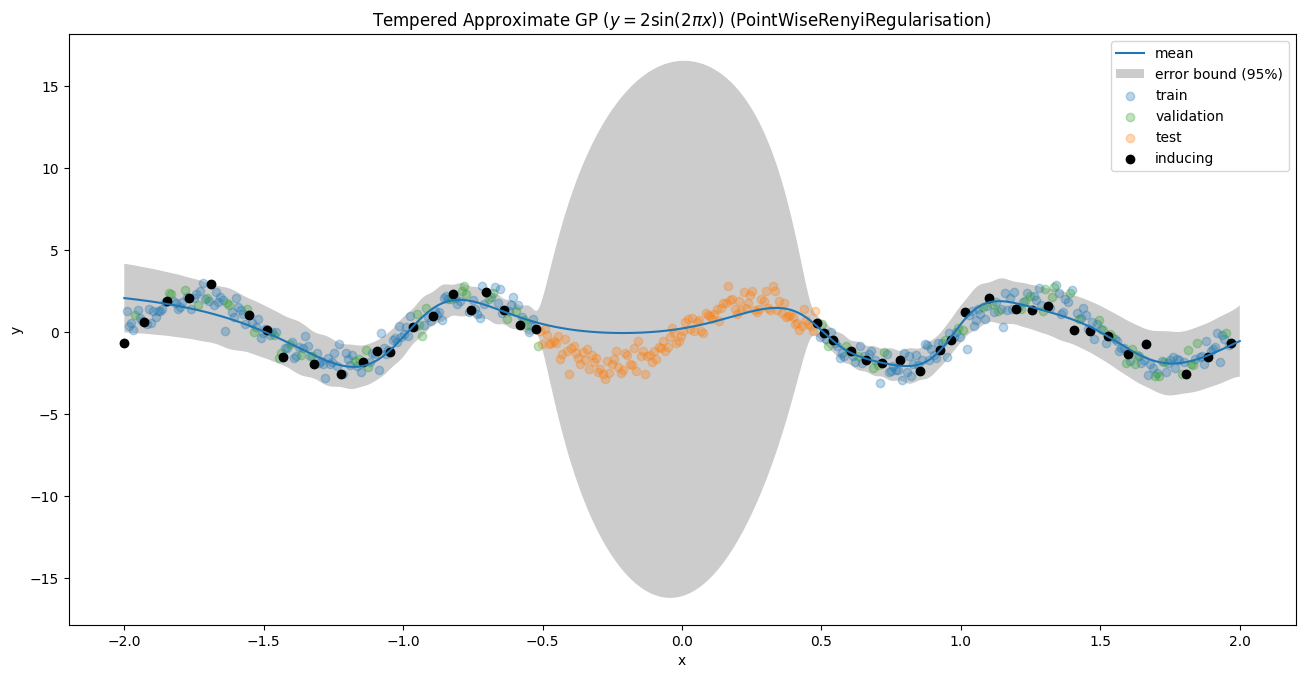 Tempered Approximate GP (y = 2sin(2πx)) (PointWiseRenyiRegularisation)
mean
error bound (95%)
train
validation
test
inducing
15
10
5
0
−5
−10
−15
y
−2.0 −1.5 −1.0 −0.5 0.0 0.5 1.0 1.5 2.0
x